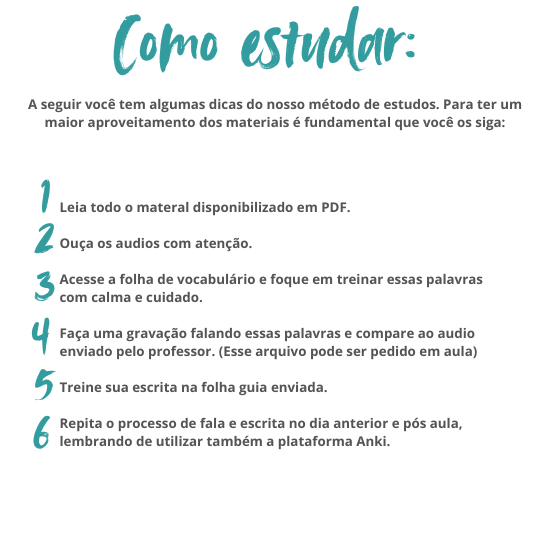 Como estudar:
A seguir você tem algumas dicas do nosso método de estudos. Para ter um
maior aproveitamento dos materiais é fundamental que você os siga:
1 Leia todo o materal disponibilizado em PDF.
2 Ouça os audios com atenção.
3 Acesse a folha de vocabulário e foque em treinar essas palavras
com calma e cuidado.
4 Faça uma gravação falando essas palavras e compare ao audio
enviado pelo professor. (Esse arquivo pode ser pedido em aula)
5 Treine sua escrita na folha guia enviada.
6 Repita o processo de fala e escrita no dia anterior e pós aula,
lembrando de utilizar também a plataforma Anki.